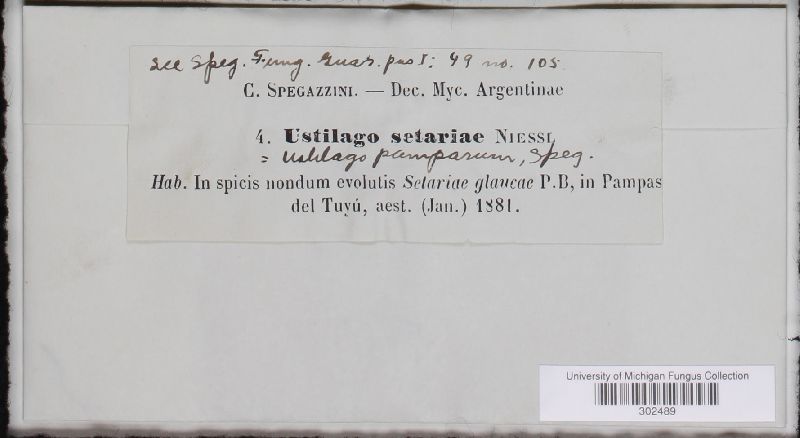 see Speg. Fung. Guar. pug I: 49 no. 105.
C. SPEGAZZINI. — Dec. Myc. Argentinae
4. Ustilago setariae NIESSL
= Ustilago pamparum, Speg.
Hab. In spicis nondum evolutis Setariae glaucae P.B, in Pampas
del Tuyú, aest. (Jan.) 1881.
University of Michigan Fungus Collection
302489